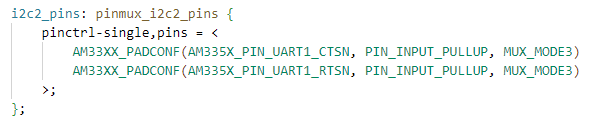 i2c2_pins: pinmux_i2c2_pins {
pinctrl-single,pins = <
AM33XX_PADCONF(AM335X_PIN_UART1_CTSN, PIN_INPUT_PULLUP, MUX_MODE3)
AM33XX_PADCONF(AM335X_PIN_UART1_RTSN, PIN_INPUT_PULLUP, MUX_MODE3)
>;
};